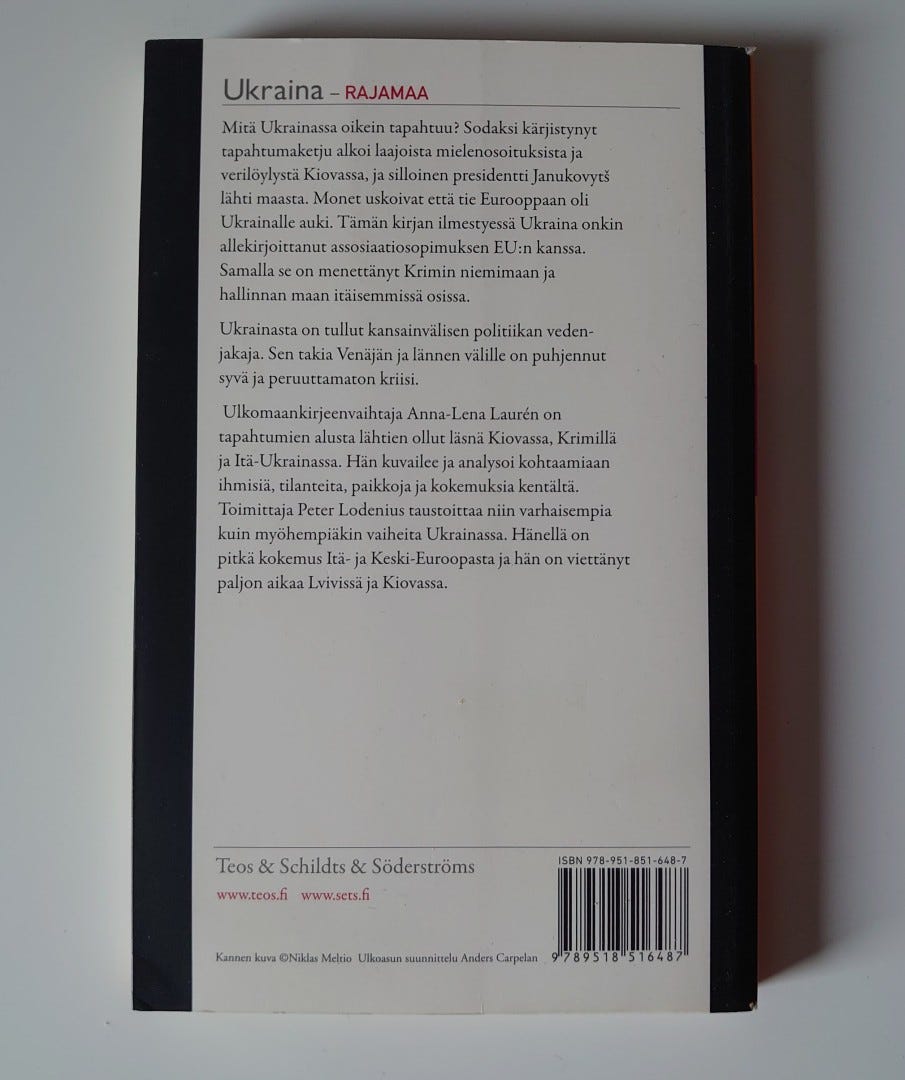 Ukraina – RAJAMAA
Mitä Ukrainassa oikein tapahtuu? Sodaksi kärjistynyt
tapahtumaketju alkoi laajoista mielenosoituksista ja
verilöylystä Kiovassa, ja silloinen presidentti Janukovytš
lähti maasta. Monet uskoivat että tie Eurooppaan oli
Ukrainalle auki. Tämän kirjan ilmestyessä Ukraina onkin
allekirjoittanut assosiaatiosopimuksen EU:n kanssa.
Samalla se on menettänyt Krimin niemimaan ja
hallinnan maan itäisemmissä osissa.
Ukrainasta on tullut kansainvälisen politiikan veden-
jakaja. Sen takia Venäjän ja lännen välille on puhjennut
syvä ja peruuttamaton kriisi.
Ulkomaankirjeenvaihtaja Anna-Lena Laurén on
tapahtumien alusta lähtien ollut läsnä Kiovassa, Krimillä
ja Itä-Ukrainassa. Hän kuvailee ja analysoi kohtaamiaan
ihmisiä, tilanteita, paikkoja ja kokemuksia kentältä.
Toimittaja Peter Lodenius taustoittaa niin varhaisempia
kuin myöhempiäkin vaiheita Ukrainassa. Hänellä on
pitkä kokemus Itä- ja Keski-Euroopasta ja hän on viettänyt
paljon aikaa Lvivissä ja Kiovassa.
Teos & Schildts & Söderströms
www.teos.fi www.sets.fi
ISBN 978-951-851-648-7
Kannen kuva ©Niklas Meltio Ulkoasun suunnittelu Anders Carpelan
9 789518 516487